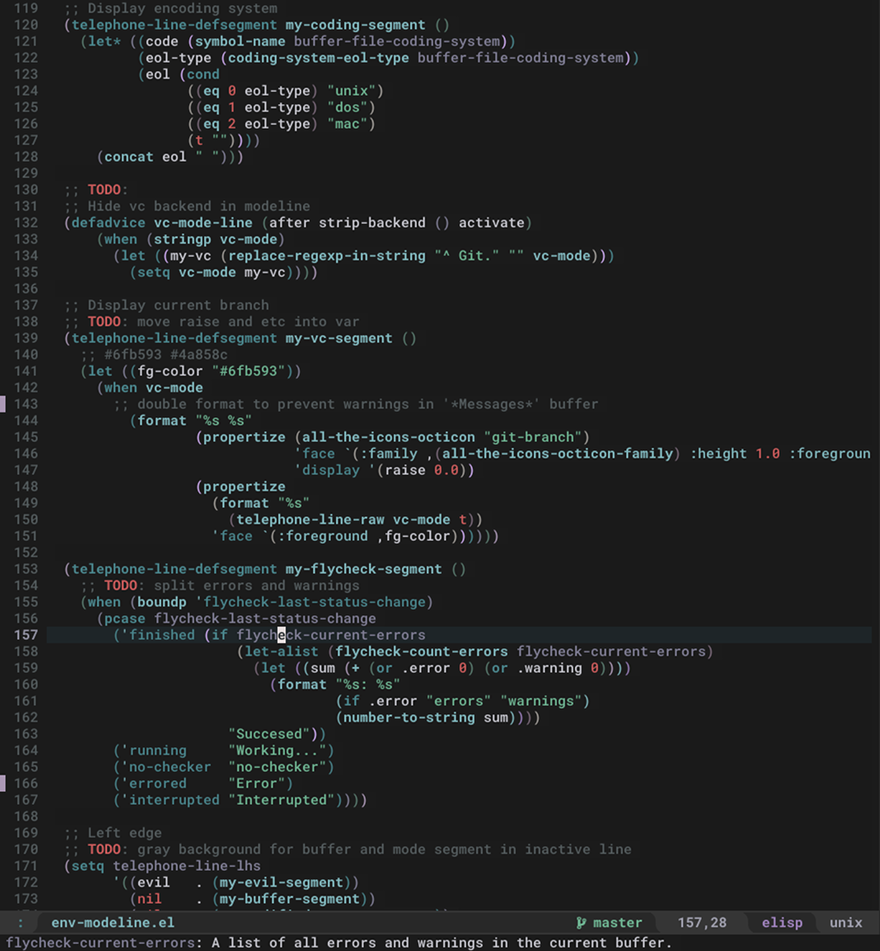 119 ;; Display encoding system
120 (telephone-line-defsegment my-coding-segment ()
121   (let* ((code (symbol-name buffer-file-coding-system))
122          (eol-type (coding-system-eol-type buffer-file-coding-system))
123          (eol (cond
124                ((eq 0 eol-type) "unix")
125                ((eq 1 eol-type) "dos")
126                ((eq 2 eol-type) "mac")
127                (t ""))))
128     (concat eol " ")))
129
130 ;; TODO:
131 ;; Hide vc backend in modeline
132 (defadvice vc-mode-line (after strip-backend () activate)
133     (when (stringp vc-mode)
134       (let ((my-vc (replace-regexp-in-string "^ Git." "" vc-mode)))
135         (setq vc-mode my-vc))))
136
137 ;; Display current branch
138 ;; TODO: move raise and etc into var
139 (telephone-line-defsegment my-vc-segment ()
140   ;; #6fb593 #4a858c
141   (let ((fg-color "#6fb593"))
142     (when vc-mode
143       ;; double format to prevent warnings in '*Messages*' buffer
144         (format "%s %s"
145                 (propertize (all-the-icons-octicon "git-branch")
146                             'face `(:family ,(all-the-icons-octicon-family) :height 1.0 :foregroun
147                             'display '(raise 0.0))
148                 (propertize
149                   (format "%s"
150                     (telephone-line-raw vc-mode t))
151                   'face `(:foreground ,fg-color))))))
152
153 (telephone-line-defsegment my-flycheck-segment ()
154   ;; TODO: split errors and warnings
155   (when (boundp 'flycheck-last-status-change)
156     (pcase flycheck-last-status-change
157       ('finished (if flycheck-current-errors
158                      (let-alist (flycheck-count-errors flycheck-current-errors)
159                        (let ((sum (+ (or .error 0) (or .warning 0))))
160                          (format "%s: %s"
161                                  (if .error "errors" "warnings")
162                                  (number-to-string sum))))
163                     "Succesed"))
164       ('running     "Working...")
165       ('no-checker  "no-checker")
166       ('errored     "Error")
167       ('interrupted "Interrupted"))))
168
169 ;; Left edge
170 ;; TODO: gray background for buffer and mode segment in inactive line
171 (setq telephone-line-lhs
172       '((evil   . (my-evil-segment))
173         (nil    . (my-buffer-segment))
: env-modeline.el master 157,28 elisp unix
flycheck-current-errors: A list of all errors and warnings in the current buffer.